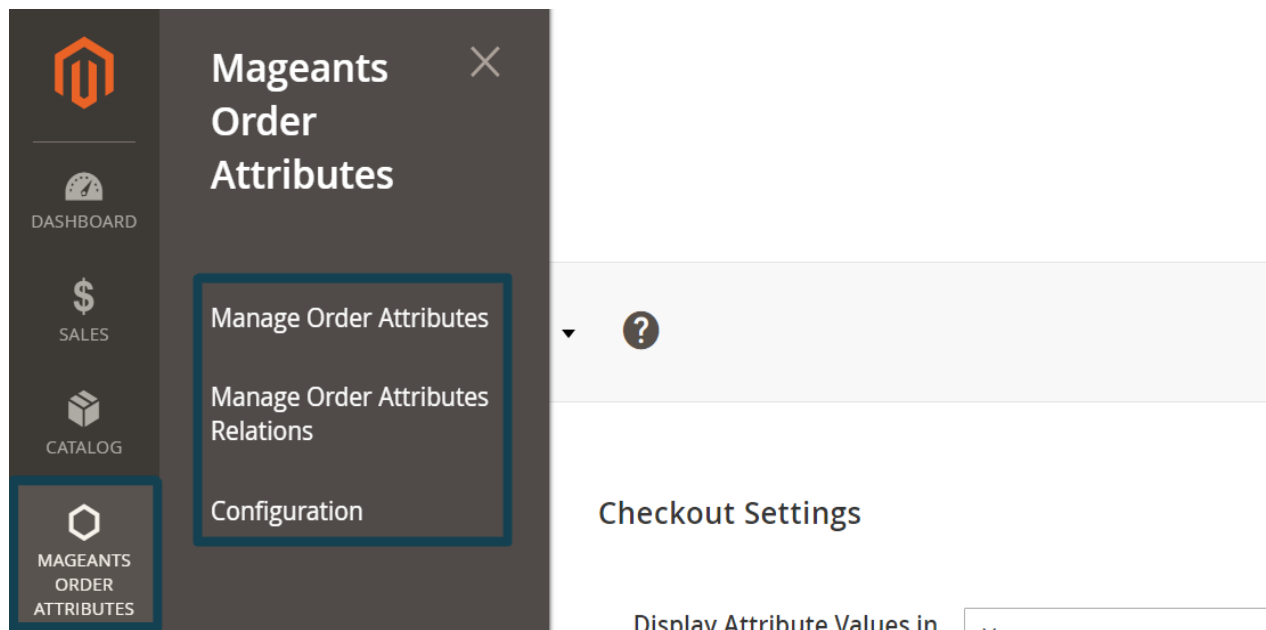 Mageants
Order
Attributes
DASHBOARD
$
SALES
CATALOG
MAGEANTS
ORDER
ATTRIBUTES
Manage Order Attributes
Manage Order Attributes
Relations
Configuration
?
Checkout Settings
Display Attribute Values in